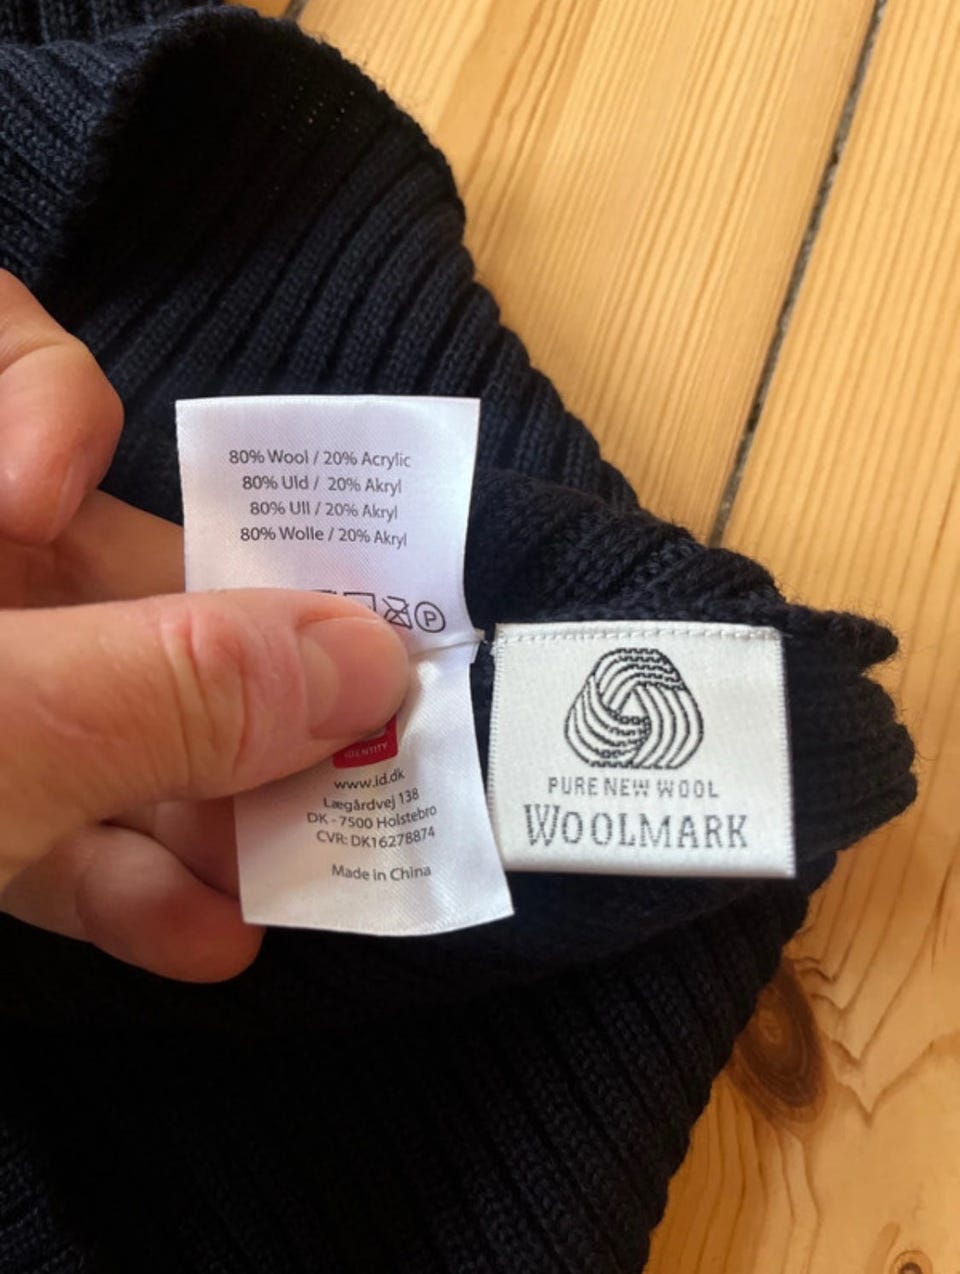 80% Wool / 20% Acrylic
80% Uld / 20% Akryl
80% Ull / 20% Akryl
80% Wolle / 20% Akryl
P
IDENTITY
www.id.dk
Lægårdvej 138
DK - 7500 Holstebro
CVR: DK16278874
Made in China
PURE NEW WOOL
WOOLMARK